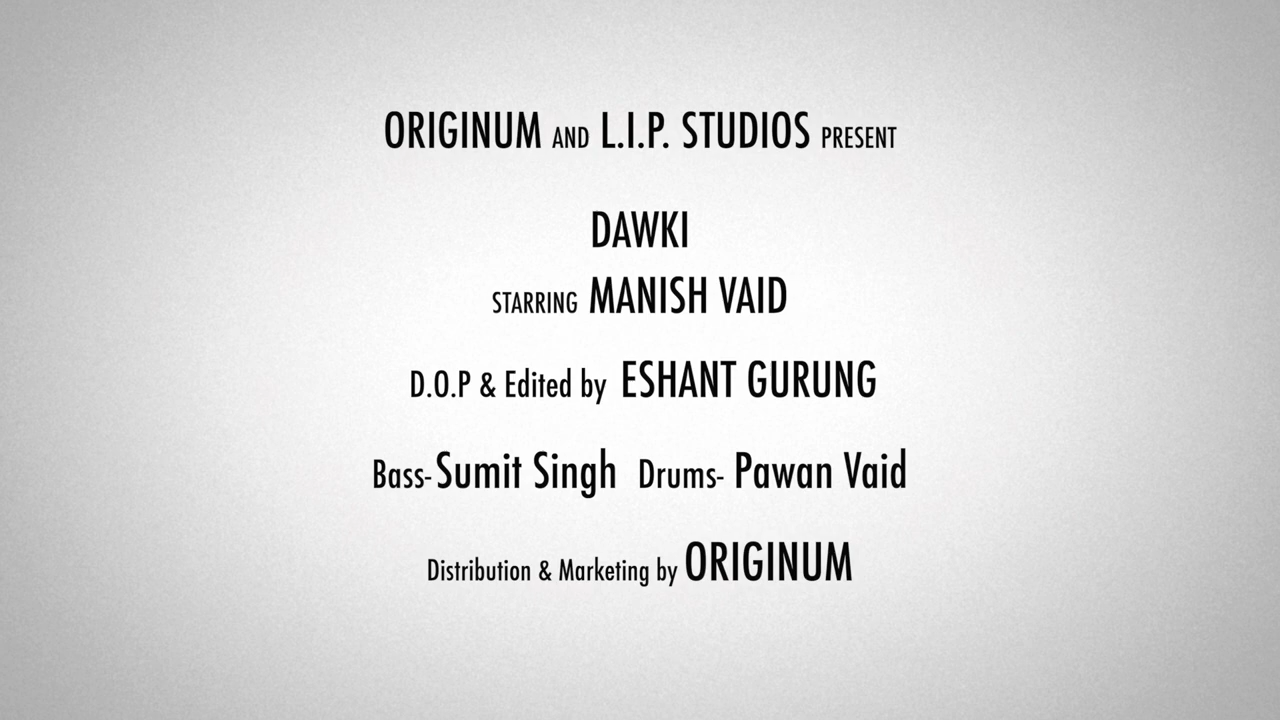 ORIGINUM AND L.I.P. STUDIOS PRESENT
DAWKI
STARRING MANISH VAID
D.O.P & Edited by ESHANT GURUNG
Bass- Sumit Singh Drums- Pawan Vaid
Distribution & Marketing by ORIGINUM